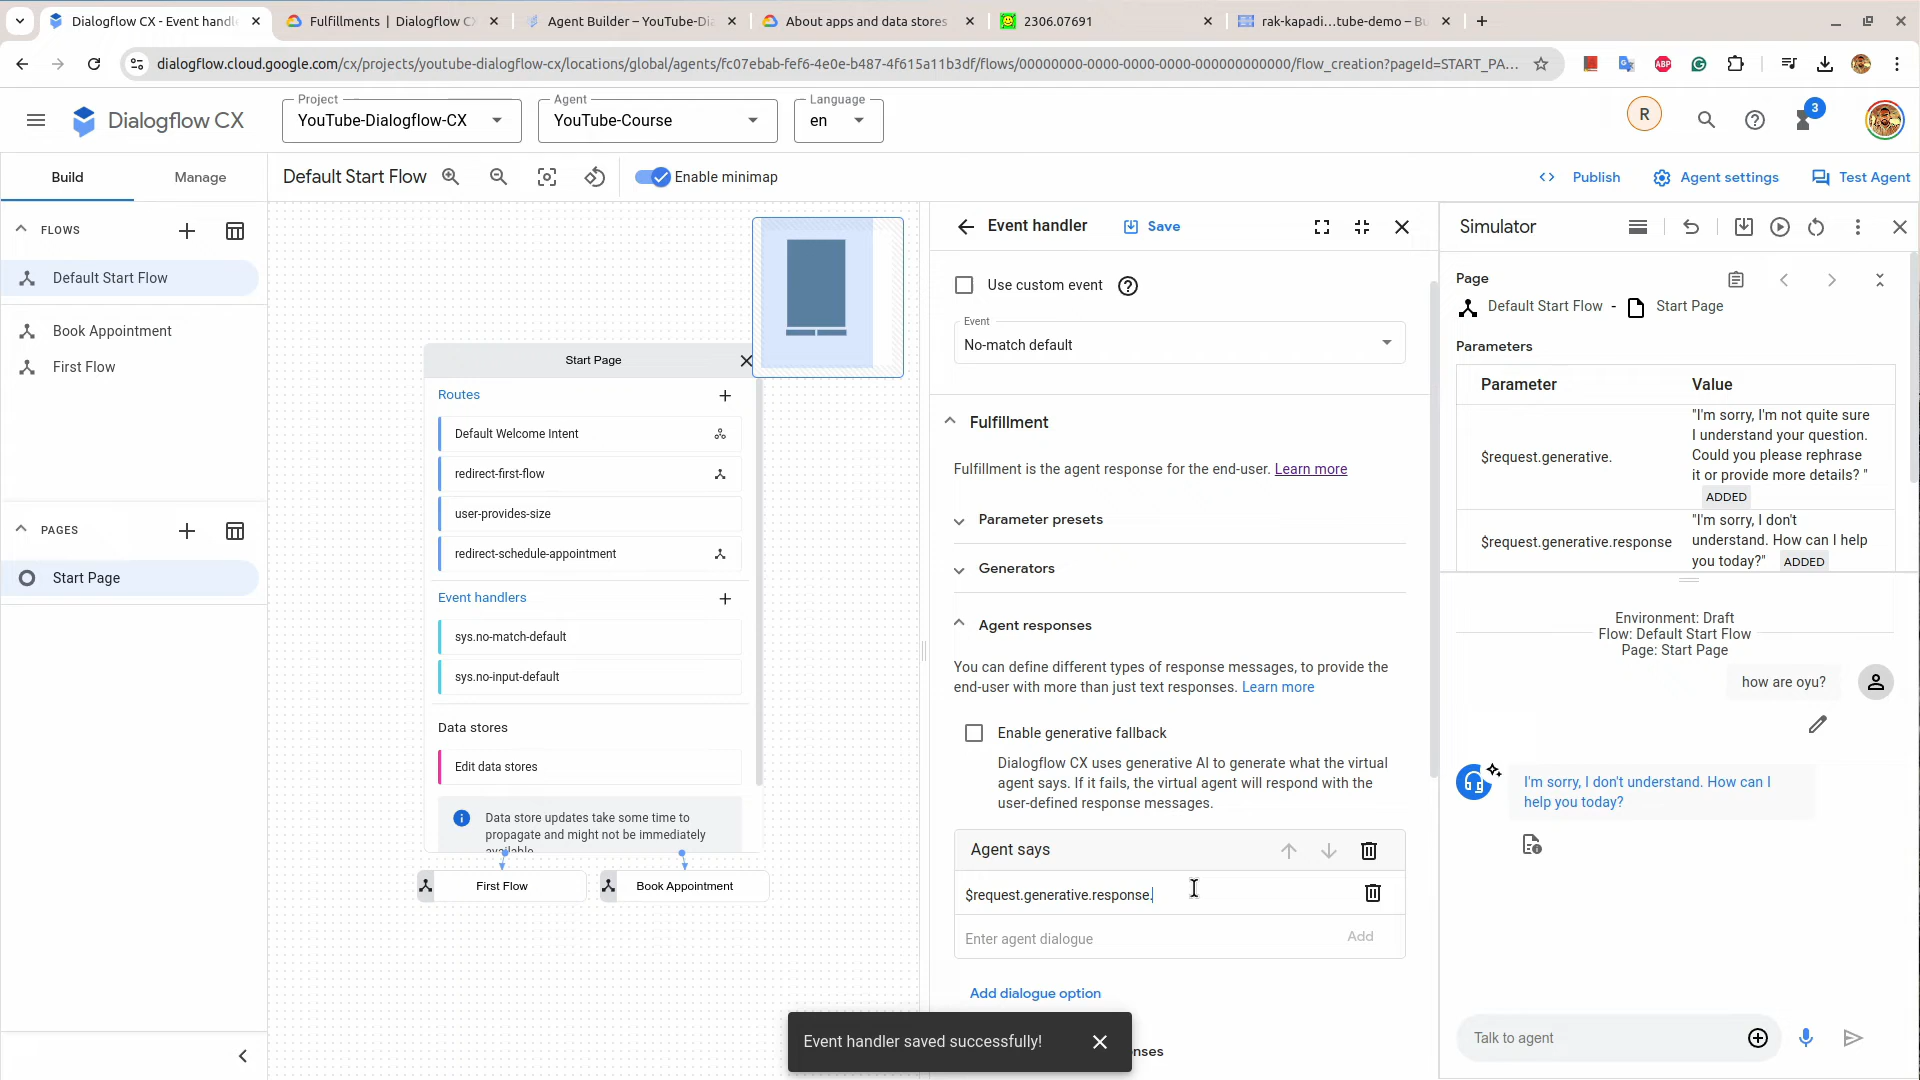 Dialogflow CX - Event handle
Fulfillments | Dialogflow C
Agent Builder – YouTube-Dia
About apps and data stores
2306.07691
rak-kapadi...tube-demo – Bu
dialogflow.cloud.google.com/cx/projects/youtube-dialogflow-cx/locations/global/agents/fc07ebab-fef6-4e0e-b487-4f615a11b3df/flows/00000000-0000-0000-0000-000000000000/flow_creation?pageId=START_PA...
ABP
Dialogflow CX
Project
YouTube-Dialogflow-CX
Agent
YouTube-Course
Language
en
R
3
Build
Manage
Default Start Flow
Enable minimap
Publish
Agent settings
Test Agent
FLOWS
Default Start Flow
Book Appointment
First Flow
PAGES
Start Page
Start Page
Routes
Default Welcome Intent
redirect-first-flow
user-provides-size
redirect-schedule-appointment
Event handlers
sys.no-match-default
sys.no-input-default
Data stores
Edit data stores
Data store updates take some time to
propagate and might not be immediately
available
First Flow
Book Appointment
Event handler
Save
Use custom event
Event
No-match default
Fulfillment
Fulfillment is the agent response for the end-user. Learn more
Parameter presets
Generators
Agent responses
You can define different types of response messages, to provide the
end-user with more than just text responses. Learn more
Enable generative fallback
Dialogflow CX uses generative AI to generate what the virtual
agent says. If it fails, the virtual agent will respond with the
user-defined response messages.
Agent says
$request.generative.response.
Enter agent dialogue
Add
Add dialogue option
nses
Event handler saved successfully!
Simulator
Page
Default Start Flow - Start Page
Parameters
Parameter
Value
$request.generative.
"I'm sorry, I'm not quite sure
I understand your question.
Could you please rephrase
it or provide more details? "
ADDED
$request.generative.response
"I'm sorry, I don't
understand. How can I help
you today?" ADDED
Environment: Draft
Flow: Default Start Flow
Page: Start Page
how are oyu?
I'm sorry, I don't understand. How can I
help you today?
Talk to agent